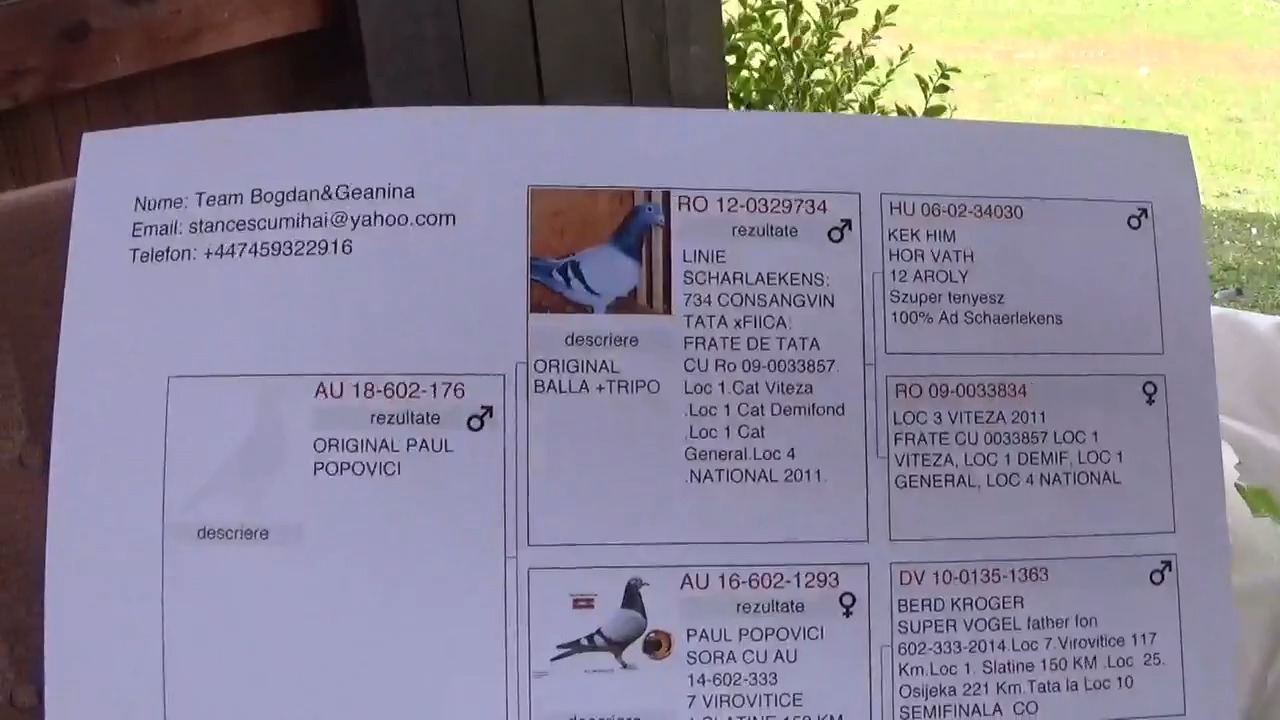 Nume: Team Bogdan&Geanina
Email: stancescumihai@yahoo.com
Telefon: +447459322916
AU 18-602-176
rezultate ♂
ORIGINAL PAUL
POPOVICI
descriere
RO 12-0329734
rezultate ♂
LINIE
SCHARLAEKENS:
734 CONSANGVIN
TATA xFIICA.
FRATE DE TATA
CU Ro 09-0033857.
Loc 1.Cat Viteza
.Loc 1 Cat Demifond
.Loc 1 Cat
General.Loc 4
.NATIONAL 2011.
descriere
ORIGINAL
BALLA +TRIPO
AU 16-602-1293
rezultate ♀
PAUL POPOVICI
SORA CU AU
14-602-333
7 VIROVITICE
SLATINE 150 KM
descriere
HU 06-02-34030 ♂
KEK HIM
HOR VATH
12 AROLY
Szuper tenyesz
100% Ad Schaerlekens
RO 09-0033834 ♀
LOC 3 VITEZA 2011
FRATE CU 0033857 LOC 1
VITEZA, LOC 1 DEMIF, LOC 1
GENERAL, LOC 4 NATIONAL
DV 10-0135-1363 ♂
BERD KROGER
SUPER VOGEL father fon
602-333-2014.Loc 7.Virovitice 117
Km.Loc 1. Slatine 150 KM .Loc 25.
Osijeka 221 Km.Tata la Loc 10
SEMIFINALA CO